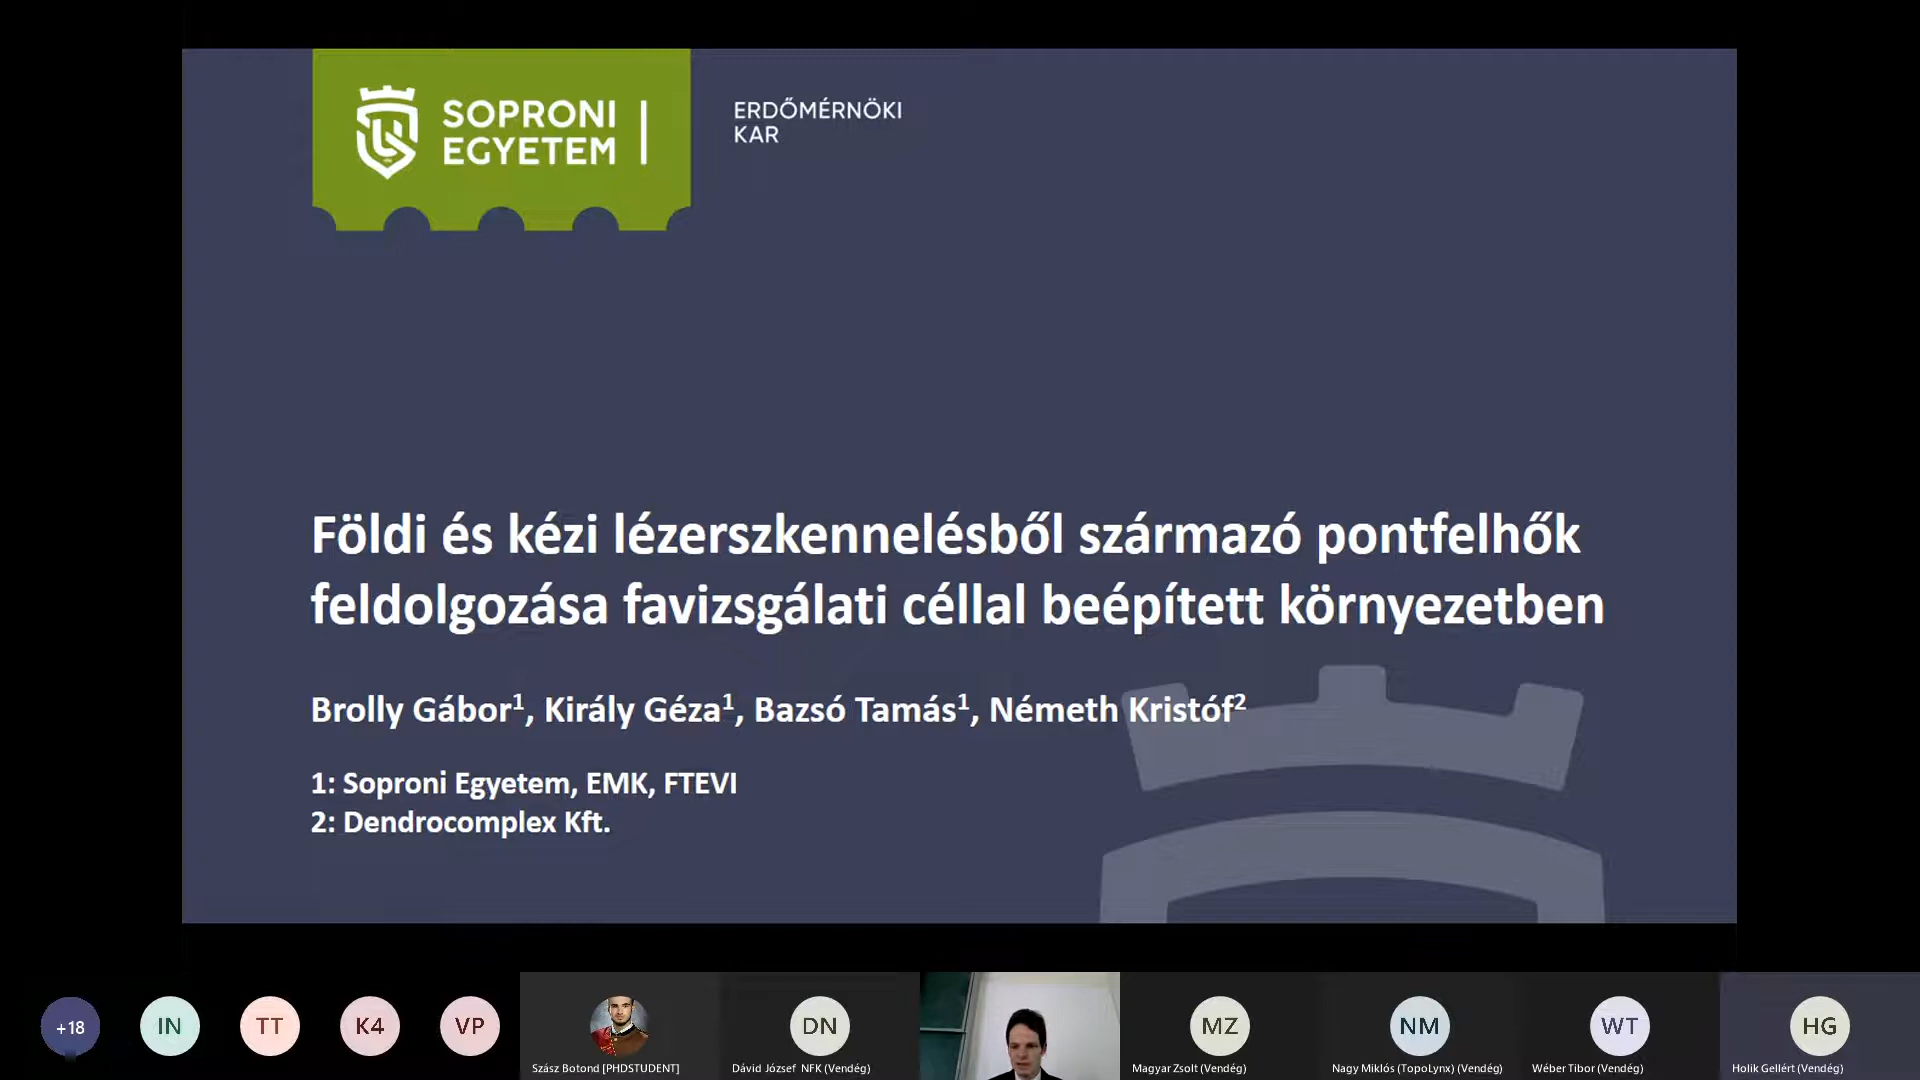 SOPRONI
EGYETEM
ERDŐMÉRNÖKI
KAR
Földi és kézi lézerszkennelésből származó pontfelhők
feldolgozása favizsgálati céllal beépített környezetben
Brolly Gábor¹, Király Géza¹, Bazsó Tamás¹, Németh Kristóf²
1: Soproni Egyetem, EMK, FTEVI
2: Dendrocomplex Kft.
+18
IN
TT
K4
VP
Szász Botond [PHDSTUDENT]
DN
Dávid József NFK (Vendég)
MZ
Magyar Zsolt (Vendég)
NM
Nagy Miklós (TopoLynx) (Vendég)
WT
Wéber Tibor (Vendég)
HG
Holik Gellért (Vendég)